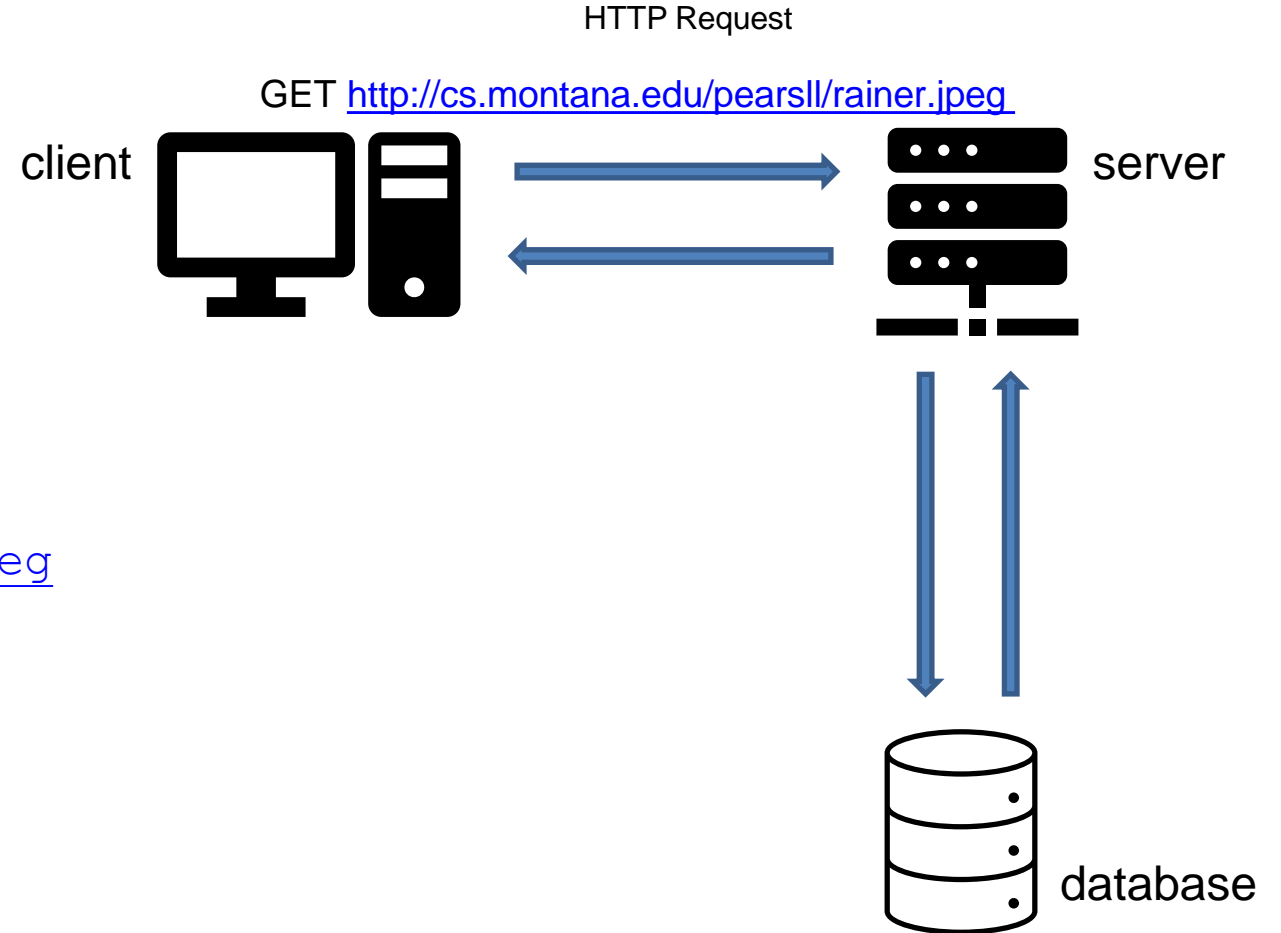 HTTP Request
GET http://cs.montana.edu/pearsll/rainer.jpeg
client
server
eg
database